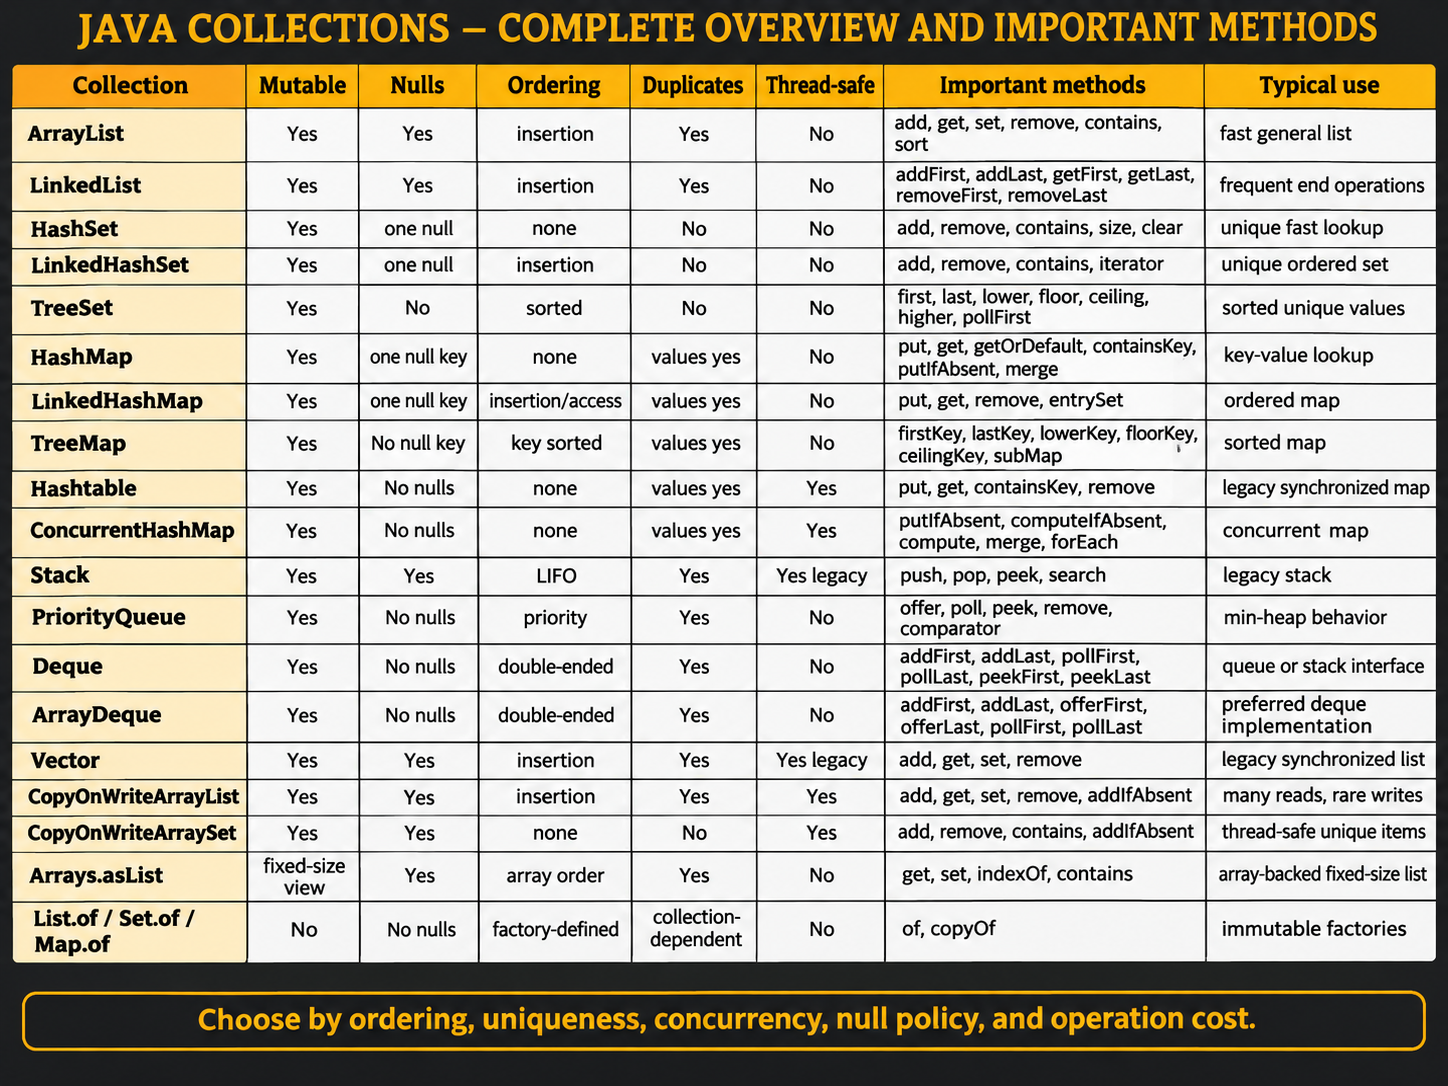 JAVA COLLECTIONS – COMPLETE OVERVIEW AND IMPORTANT METHODS
Collection Mutable Nulls Ordering Duplicates Thread-safe Important methods Typical use
ArrayList Yes Yes insertion Yes No add, get, set, remove, contains, sort fast general list
LinkedList Yes Yes insertion Yes No addFirst, addLast, getFirst, getLast, removeFirst, removeLast frequent end operations
HashSet Yes one null none No No add, remove, contains, size, clear unique fast lookup
LinkedHashSet Yes one null insertion No No add, remove, contains, iterator unique ordered set
TreeSet Yes No sorted No No first, last, lower, floor, ceiling, higher, pollFirst sorted unique values
HashMap Yes one null key none values yes No put, get, getOrDefault, containsKey, putIfAbsent, merge key-value lookup
LinkedHashMap Yes one null key insertion/access values yes No put, get, remove, entrySet ordered map
TreeMap Yes No null key key sorted values yes No firstKey, lastKey, lowerKey, floorKey, ceilingKey, subMap sorted map
Hashtable Yes No nulls none values yes Yes put, get, containsKey, remove legacy synchronized map
ConcurrentHashMap Yes No nulls none values yes Yes putIfAbsent, computeIfAbsent, compute, merge, forEach concurrent map
Stack Yes Yes LIFO Yes Yes legacy push, pop, peek, search legacy stack
PriorityQueue Yes No nulls priority Yes No offer, poll, peek, remove, comparator min-heap behavior
Deque Yes No nulls double-ended Yes No addFirst, addLast, pollFirst, pollLast, peekFirst, peekLast queue or stack interface
ArrayDeque Yes No nulls double-ended Yes No addFirst, addLast, offerFirst, offerLast, pollFirst, pollLast preferred deque implementation
Vector Yes Yes insertion Yes Yes legacy add, get, set, remove legacy synchronized list
CopyOnWriteArrayList Yes Yes insertion Yes Yes add, get, set, remove, addIfAbsent many reads, rare writes
CopyOnWriteArraySet Yes Yes none No Yes add, remove, contains, addIfAbsent thread-safe unique items
Arrays.asList fixed-size view Yes array order Yes No get, set, indexOf, contains array-backed fixed-size list
List.of / Set.of / Map.of No No nulls factory-defined collection-dependent No of, copyOf immutable factories
Choose by ordering, uniqueness, concurrency, null policy, and operation cost.